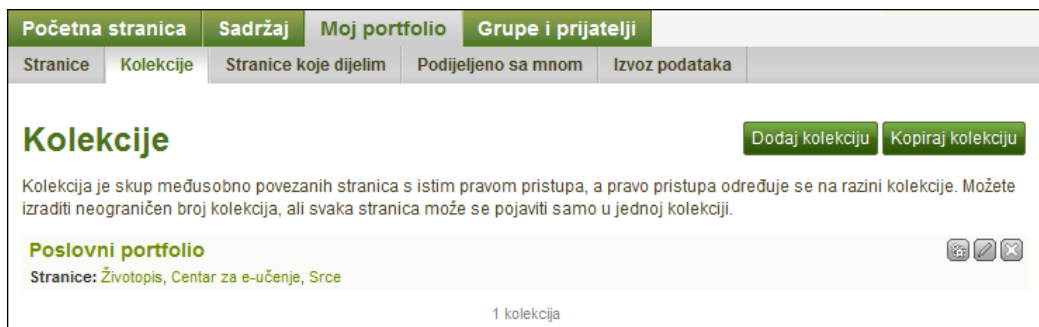 Početna stranica Sadržaj Moj portfolio Grupe i prijatelji
Stranice Kolekcije Stranice koje dijelim Podijeljeno sa mnom Izvoz podataka
Kolekcije
Dodaj kolekciju Kopiraj kolekciju
Kolekcija je skup međusobno povezanih stranica s istim pravom pristupa, a pravo pristupa određuje se na razini kolekcije. Možete
izraditi neograničen broj kolekcija, ali svaka stranica može se pojaviti samo u jednoj kolekciji.
Poslovni portfolio
Stranice: Životopis, Centar za e-učenje, Srce
1 kolekcija